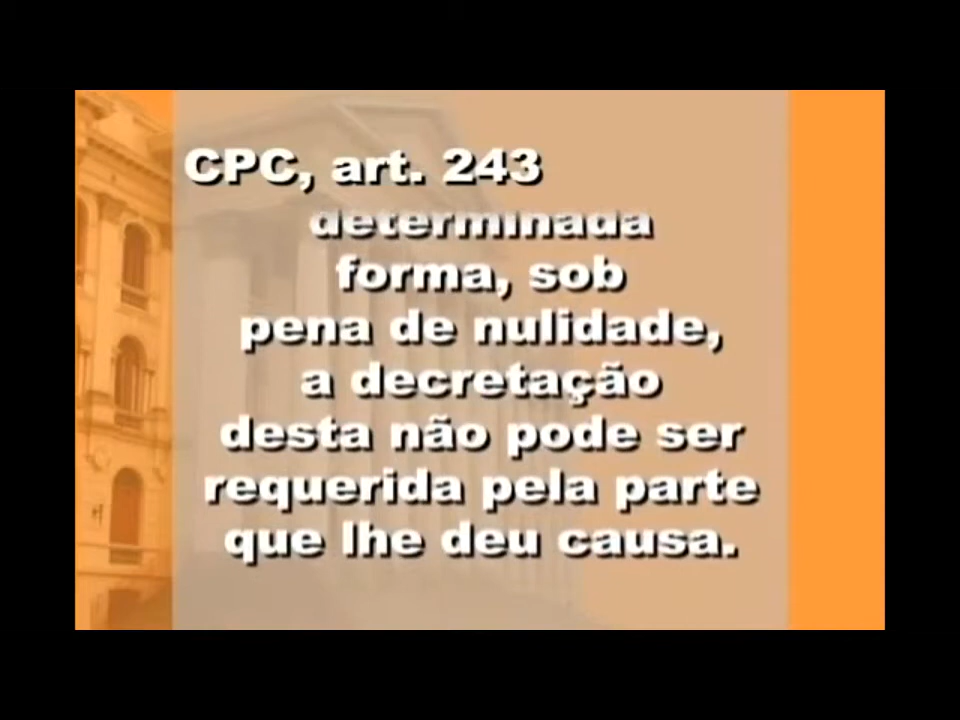 CPC, art. 243
determinada
forma, sob
pena de nulidade,
a decretação
desta não pode ser
requerida pela parte
que lhe deu causa.